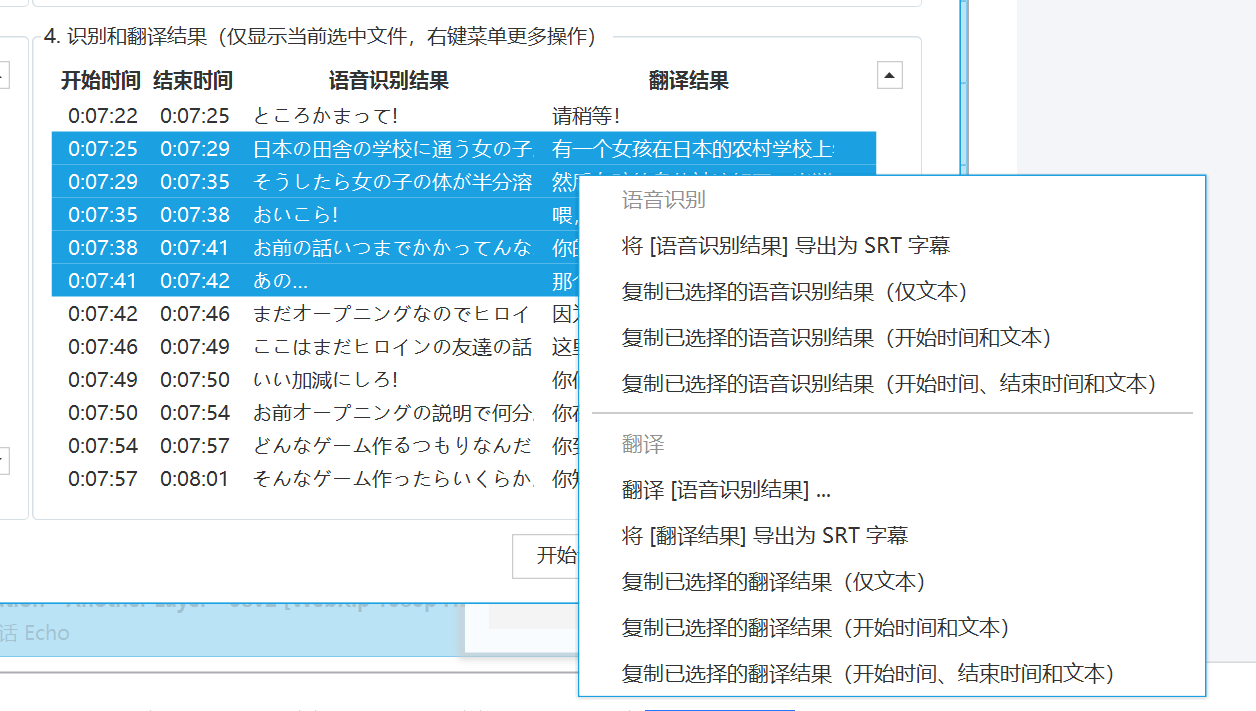 4. 识别和翻译结果（仅显示当前选中文件，右键菜单更多操作）
开始时间 结束时间 语音识别结果 翻译结果
0:07:22 0:07:25 ところかまって! 请稍等！
0:07:25 0:07:29 日本の田舎の学校に通う女の子 有一个女孩在日本的农村学校上
0:07:29 0:07:35 そうしたら女の子の体が半分溶
0:07:35 0:07:38 おいこら! 喂，
0:07:38 0:07:41 お前の話いつまでかかってんな 你的
0:07:41 0:07:42 あの... 那个
0:07:42 0:07:46 まだオープニングなのでヒロイ 因为
0:07:46 0:07:49 ここはまだヒロインの友達の話 这里
0:07:49 0:07:50 いい加減にしろ!
0:07:50 0:07:54 お前オープニングの説明で何分 你在
0:07:54 0:07:57 どんなゲーム作るつもりなんだ 你到
0:07:57 0:08:01 そんなゲーム作ったらいくらか 你知
开始
语音识别
将 [语音识别结果] 导出为 SRT 字幕
复制已选择的语音识别结果（仅文本）
复制已选择的语音识别结果（开始时间和文本）
复制已选择的语音识别结果（开始时间、结束时间和文本）
翻译
翻译 [语音识别结果] ...
将 [翻译结果] 导出为 SRT 字幕
复制已选择的翻译结果（仅文本）
复制已选择的翻译结果（开始时间和文本）
复制已选择的翻译结果（开始时间、结束时间和文本）
话 Echo